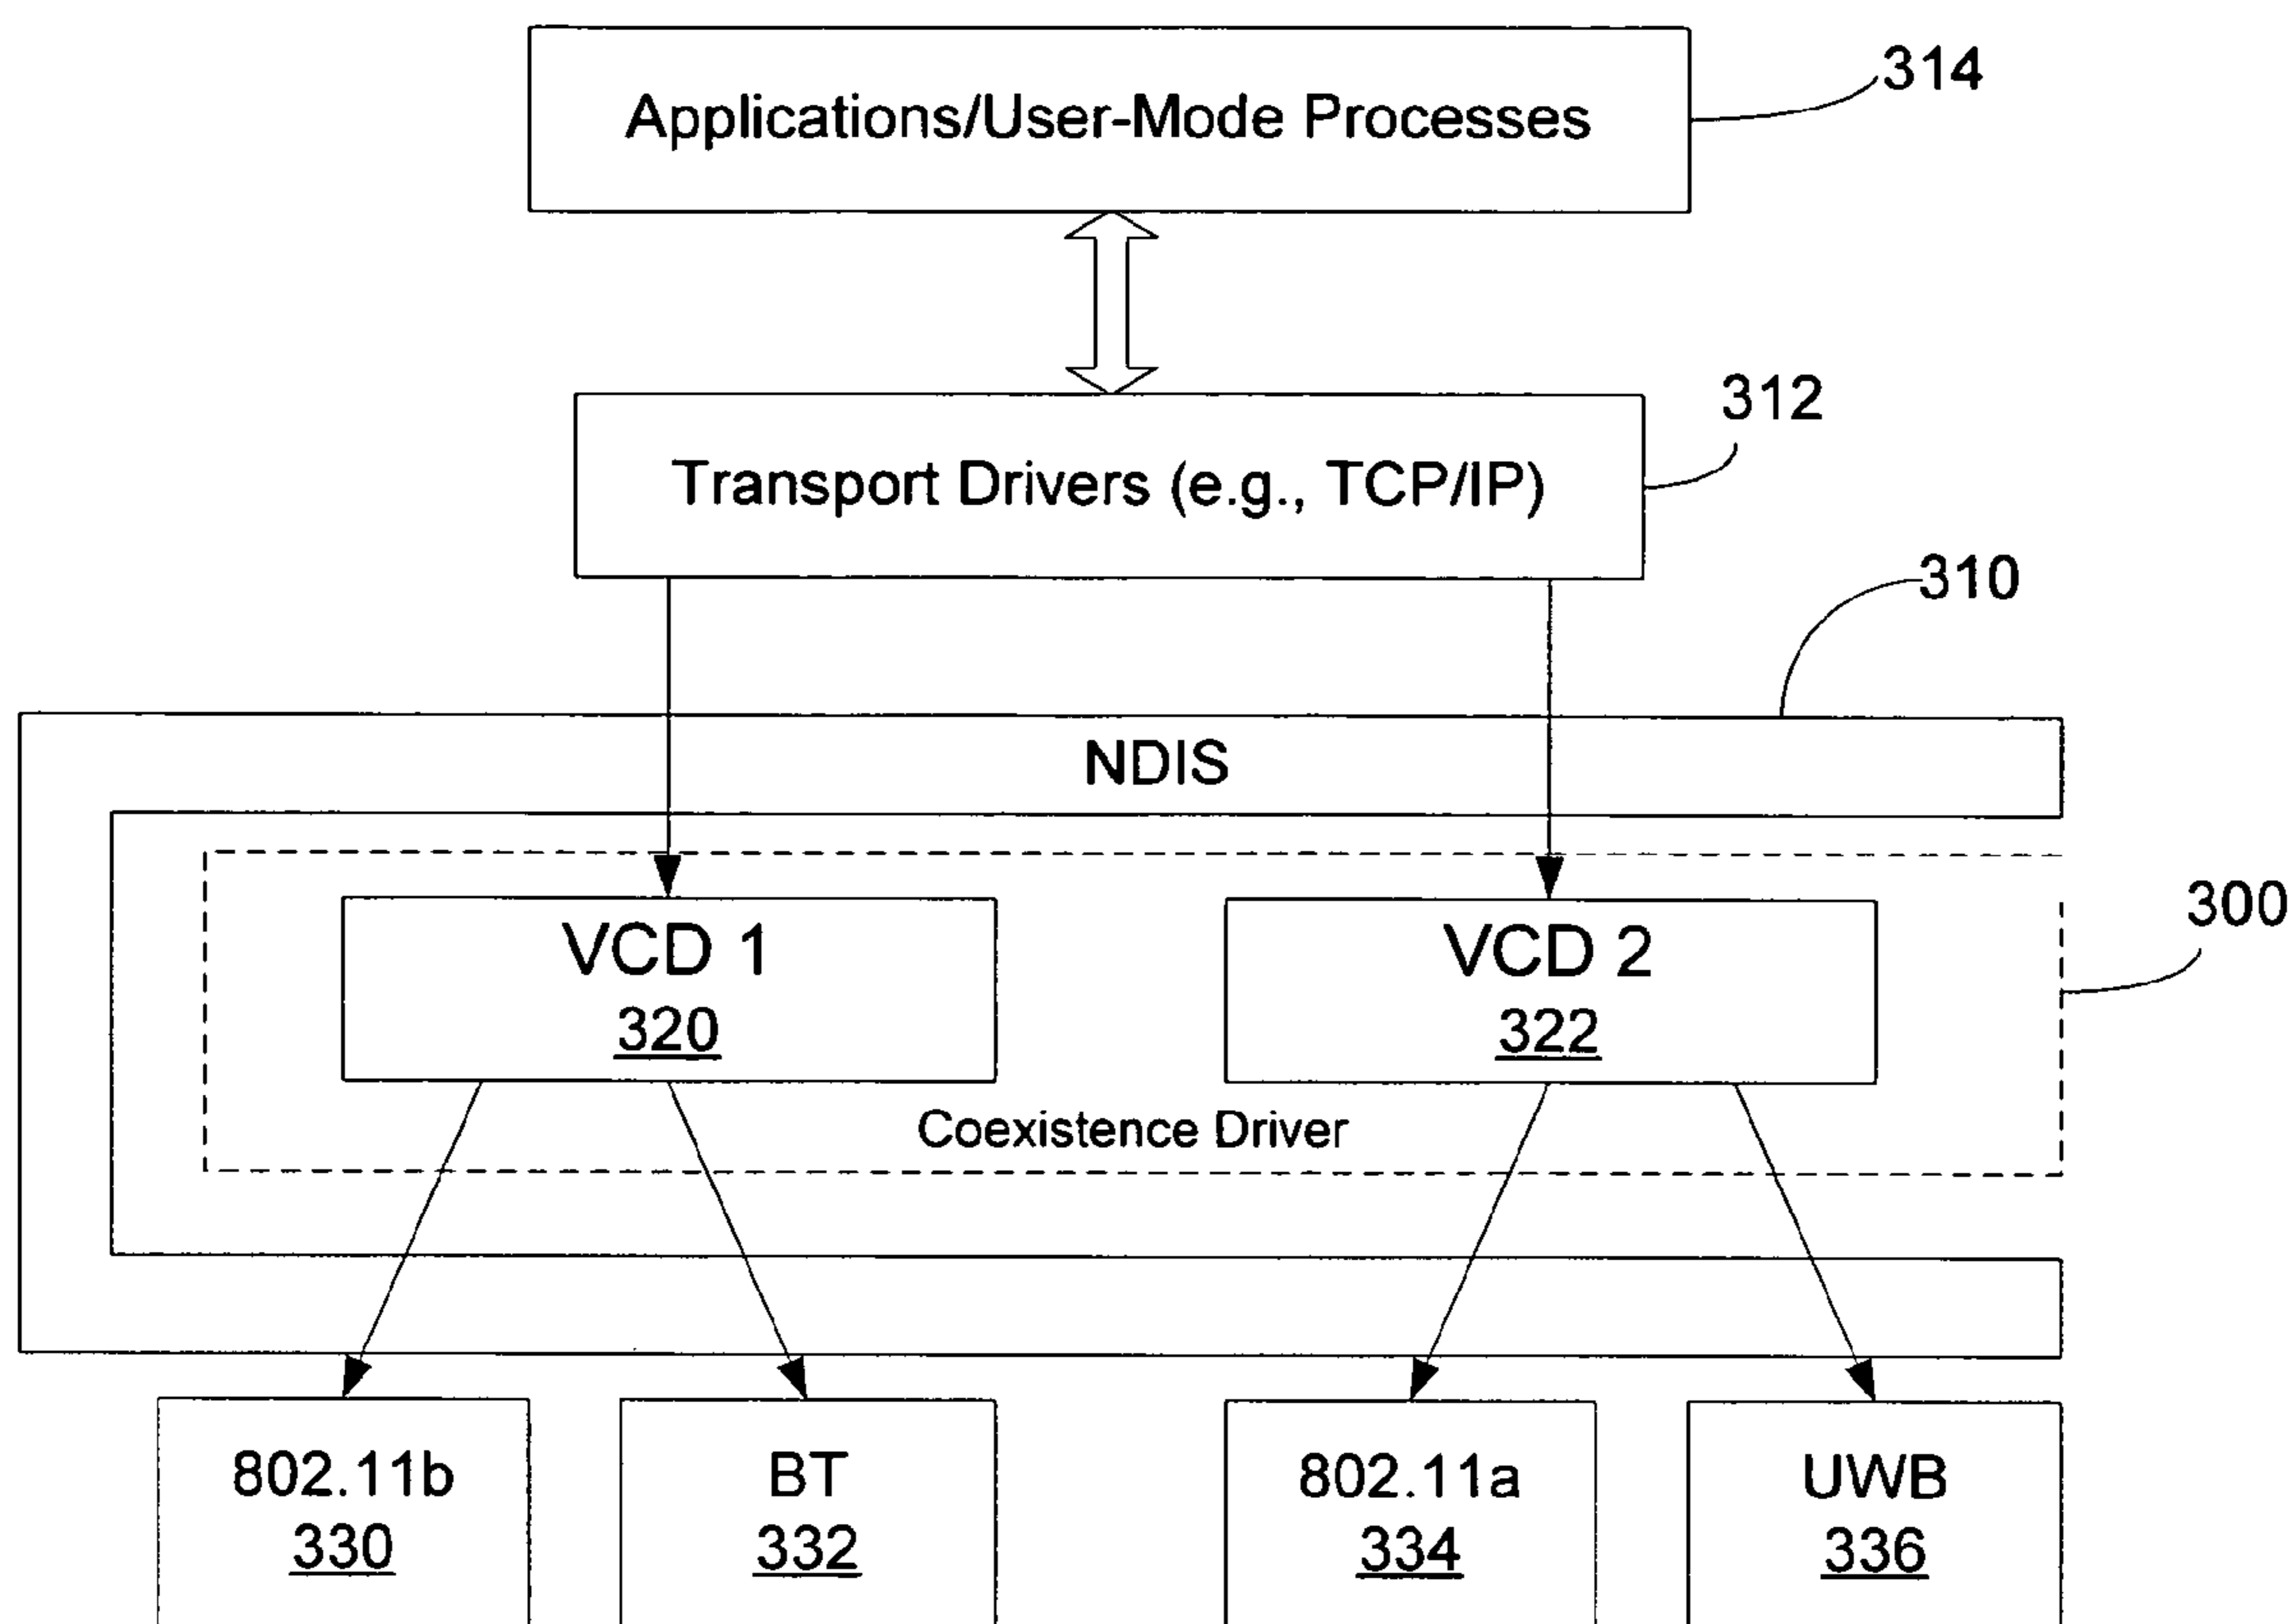 Applications/User-Mode Processes
314
Transport Drivers (e.g., TCP/IP)
312
310
NDIS
300
VCD 1
320
VCD 2
322
Coexistence Driver
802.11b
330
BT
332
802.11a
334
UWB
336